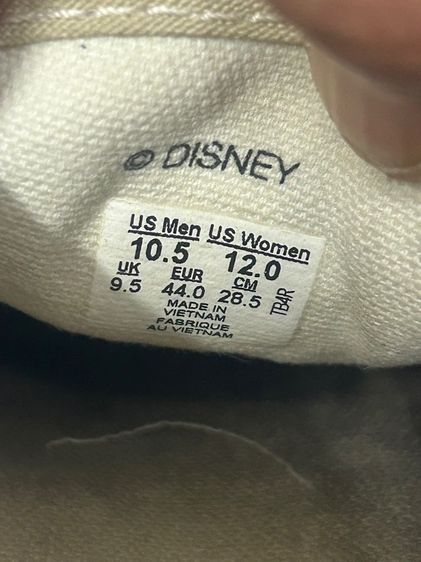 © DISNEY
US Men US Women
10.5 12.0
UK EUR CM
9.5 44.0 28.5
TB4R
MADE IN
VIETNAM
FABRIQUE
AU VIETNAM